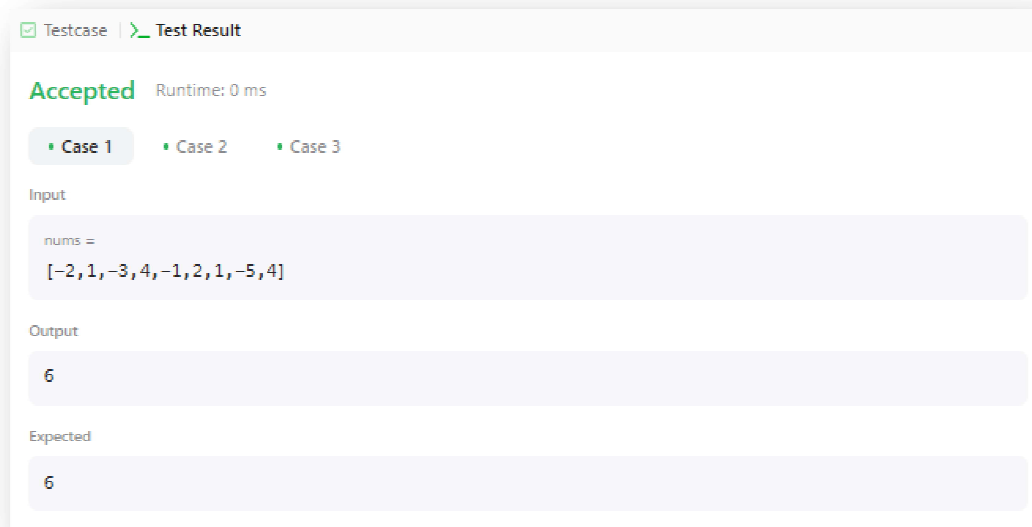 Testcase | >_ Test Result
Accepted Runtime: 0 ms
• Case 1 • Case 2 • Case 3
Input
nums =
[-2,1,-3,4,-1,2,1,-5,4]
Output
6
Expected
6